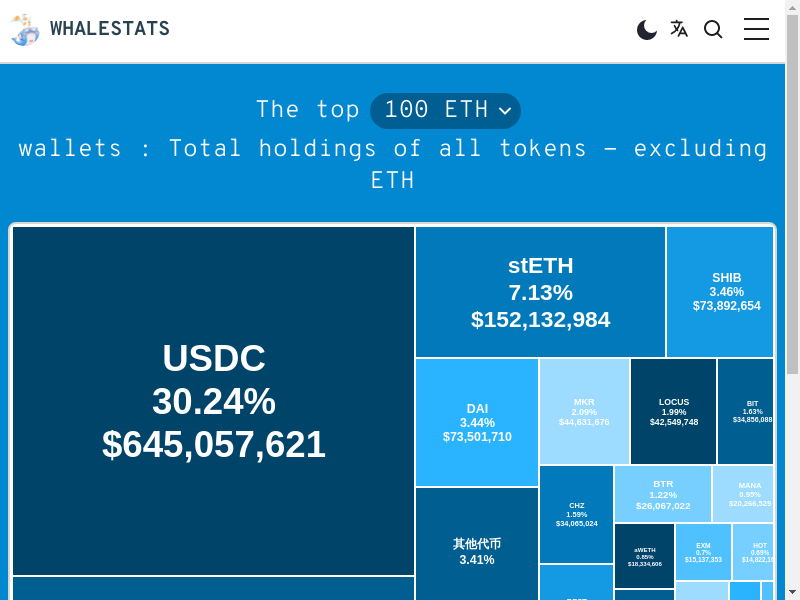 WHALESTATS
The top 100 ETH
wallets : Total holdings of all tokens – excluding
ETH
USDC
30.24%
$645,057,621
stETH
7.13%
$152,132,984
SHIB
3.46%
$73,892,654
DAI
3.44%
$73,501,710
MKR
2.09%
$44,631,676
LOCUS
1.99%
$42,549,748
BIT
1.63%
$34,856,088
其他代币
3.41%
CHZ
1.59%
$34,065,024
BTR
1.22%
$26,067,022
MANA
0.95%
$20,266,529
aWETH
0.85%
$18,334,606
EXM
0.7%
$15,137,353
HOT
0.69%